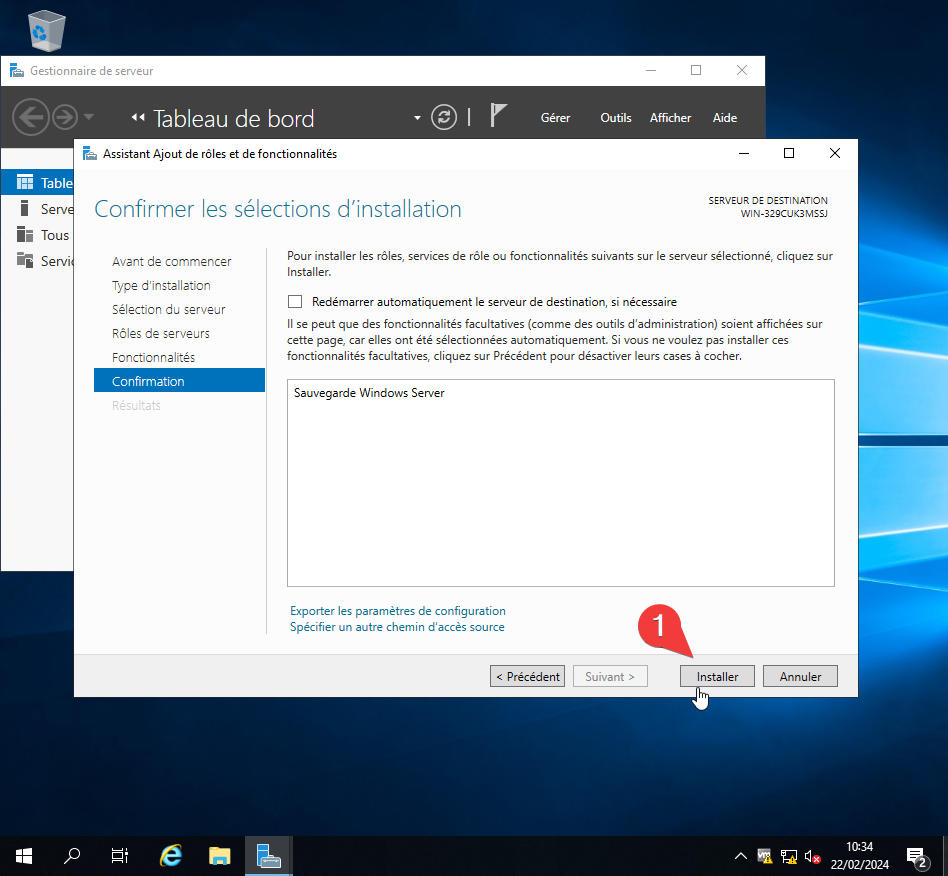 Gestionnaire de serveur
Tableau de bord
Gérer
Outils
Afficher
Aide
Table
Serve
Tous
Servic
Assistant Ajout de rôles et de fonctionnalités
Confirmer les sélections d'installation
SERVEUR DE DESTINATION
WIN-329CUK3MSSJ
Avant de commencer
Type d'installation
Sélection du serveur
Rôles de serveurs
Fonctionnalités
Confirmation
Résultats
Pour installer les rôles, services de rôle ou fonctionnalités suivants sur le serveur sélectionné, cliquez sur
Installer.
Redémarrer automatiquement le serveur de destination, si nécessaire
Il se peut que des fonctionnalités facultatives (comme des outils d'administration) soient affichées sur
cette page, car elles ont été sélectionnées automatiquement. Si vous ne voulez pas installer ces
fonctionnalités facultatives, cliquez sur Précédent pour désactiver leurs cases à cocher.
Sauvegarde Windows Server
Exporter les paramètres de configuration
Spécifier un autre chemin d'accès source
1
< Précédent
Suivant >
Installer
Annuler
10:34
22/02/2024
2